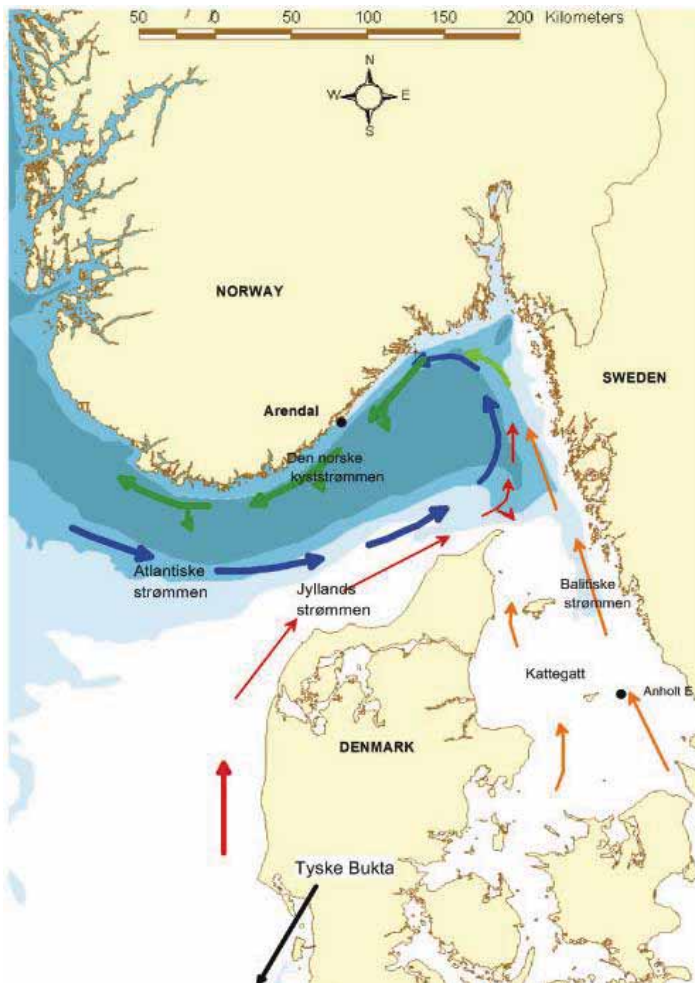 50 0 50 100 150 200 Kilometers
N
W E
S
NORWAY
SWEDEN
Arendal
Den norske
kyststrømmen
Atlantiske
strømmen
Jyllands
strømmen
Balitiske
strømmen
Kattegatt
Anholt E
DENMARK
Tyske Bukta